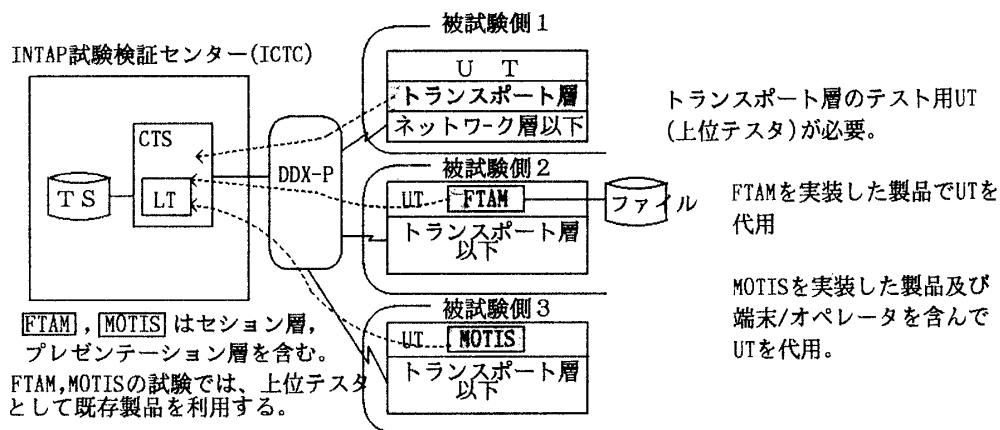 INTAP試験検証センター(ICTC)
CTS
TS
LT
DDX-P
被試験側1
UT
トランスポート層
ネットワーク層以下
トランスポート層のテスト用UT
(上位テスタ)が必要。
被試験側2
UT FTAM
トランスポート層
以下
ファイル
FTAMを実装した製品でUTを
代用
被試験側3
UT MOTIS
トランスポート層
以下
MOTISを実装した製品及び
端末/オペレータを含んで
UTを代用。
FTAM,MOTISはセション層,
プレゼンテーション層を含む。
FTAM,MOTISの試験では、上位テスタ
として既存製品を利用する。